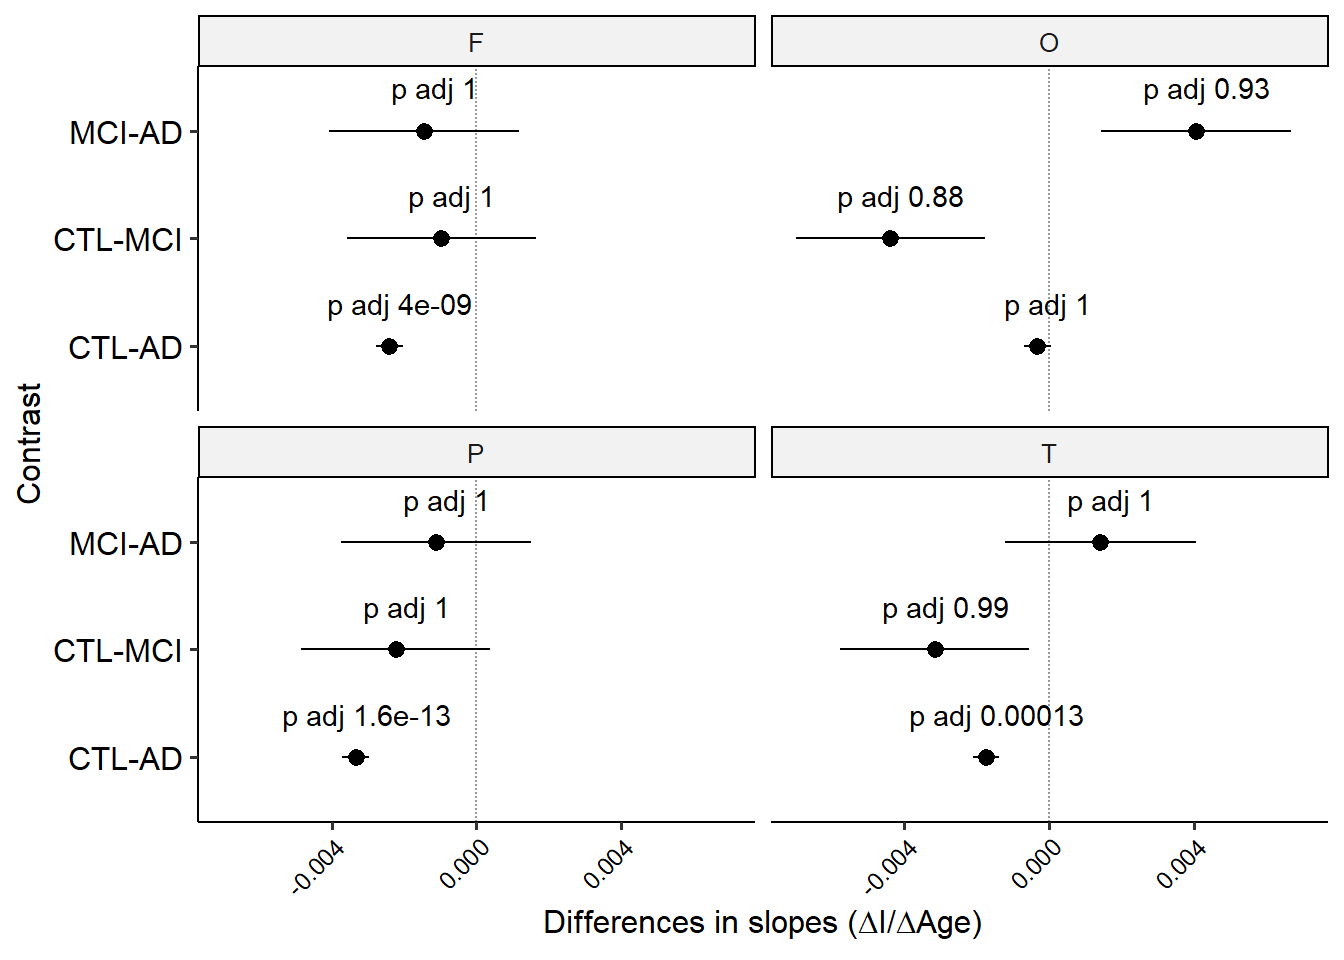 F
O
p adj 1
p adj 0.93
MCI-AD
p adj 1
p adj 0.88
CTL-MCI
p adj 4e-09
p adj 1
CTL-AD
Contrast
P
T
p adj 1
p adj 1
MCI-AD
p adj 1
p adj 0.99
CTL-MCI
p adj 1.6e-13
p adj 0.00013
CTL-AD
-0.004
0.000
0.004
-0.004
0.000
0.004
Differences in slopes (ΔI/ΔAge)